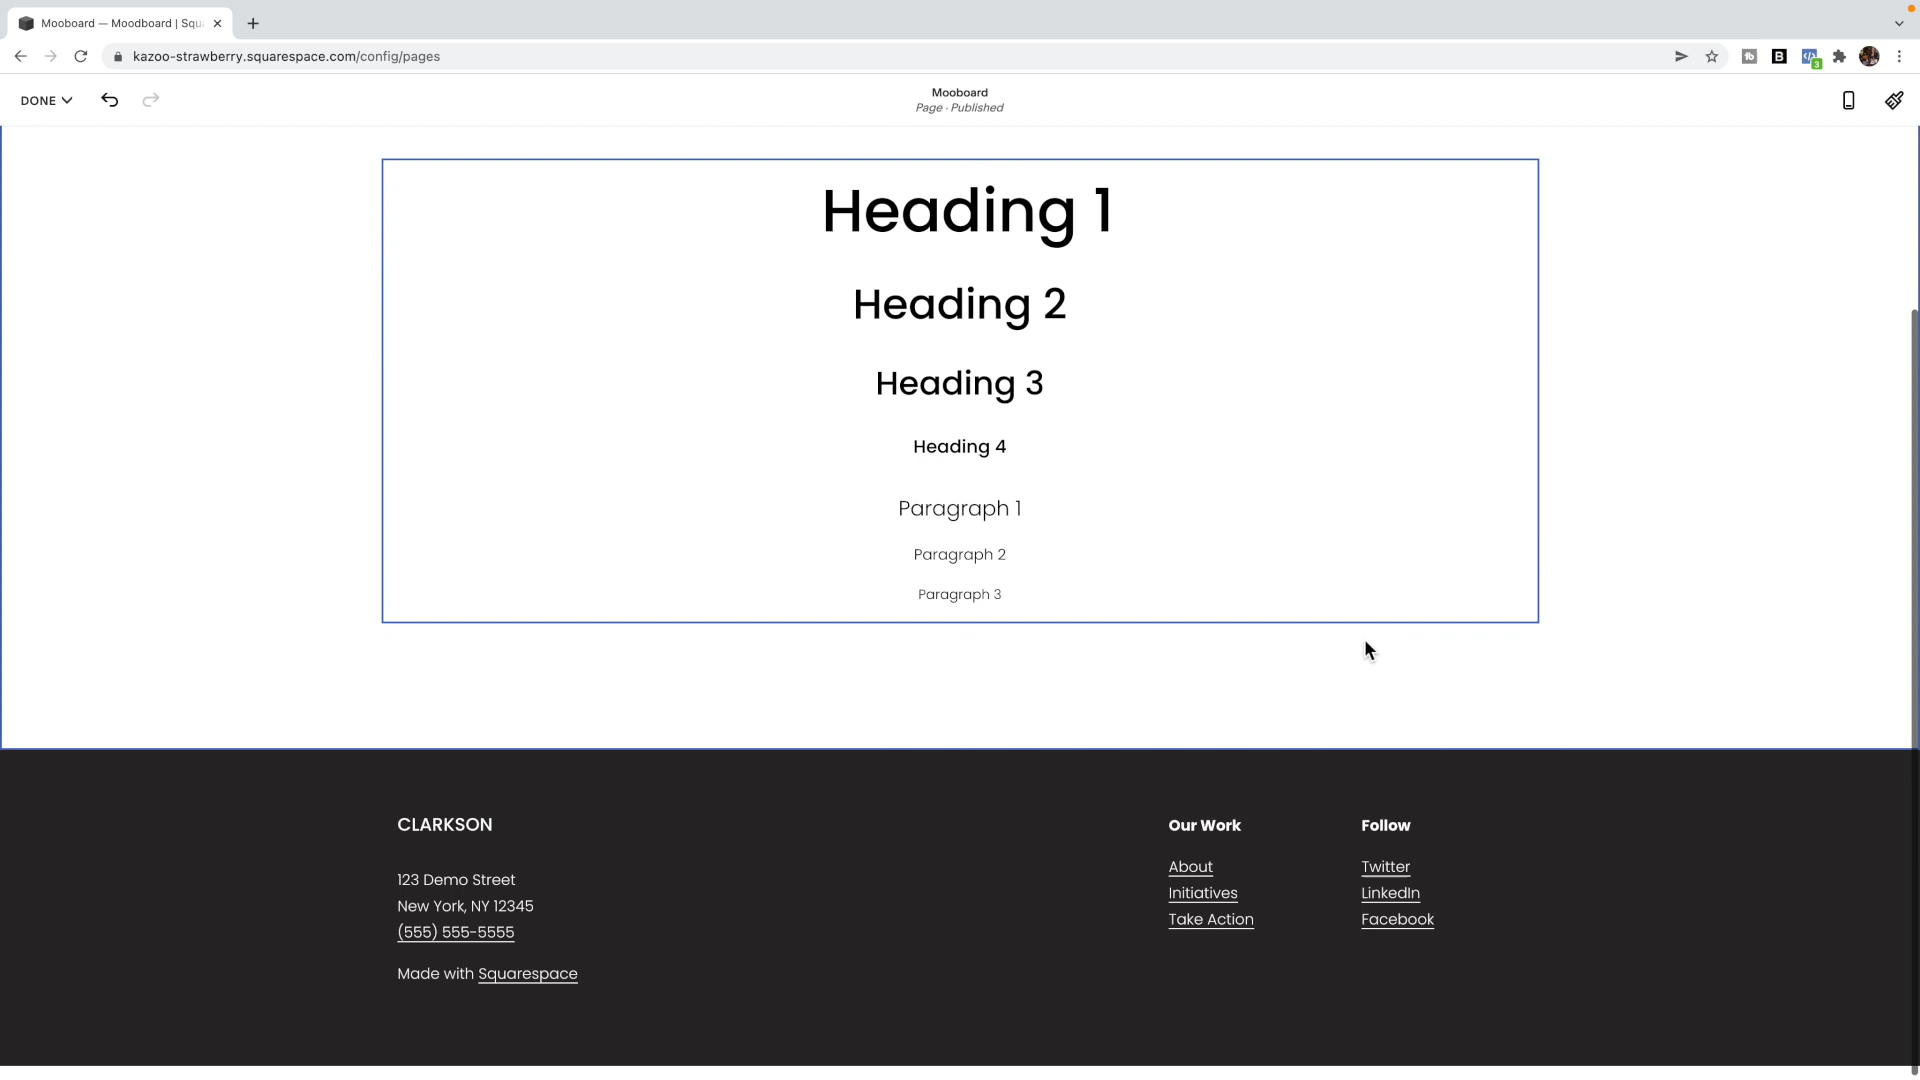 Mooboard — Moodboard | Squ
kazoo-strawberry.squarespace.com/config/pages
tb
B
3
DONE
Mooboard
Page · Published
Heading 1
Heading 2
Heading 3
Heading 4
Paragraph 1
Paragraph 2
Paragraph 3
CLARKSON
123 Demo Street
New York, NY 12345
(555) 555-5555
Made with Squarespace
Our Work
About
Initiatives
Take Action
Follow
Twitter
LinkedIn
Facebook